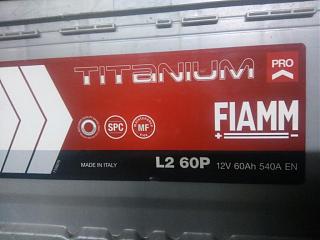 TITANIUM PRO
FIAMM
SPC MF
MADE IN ITALY L2 60P 12V 60Ah 540A EN